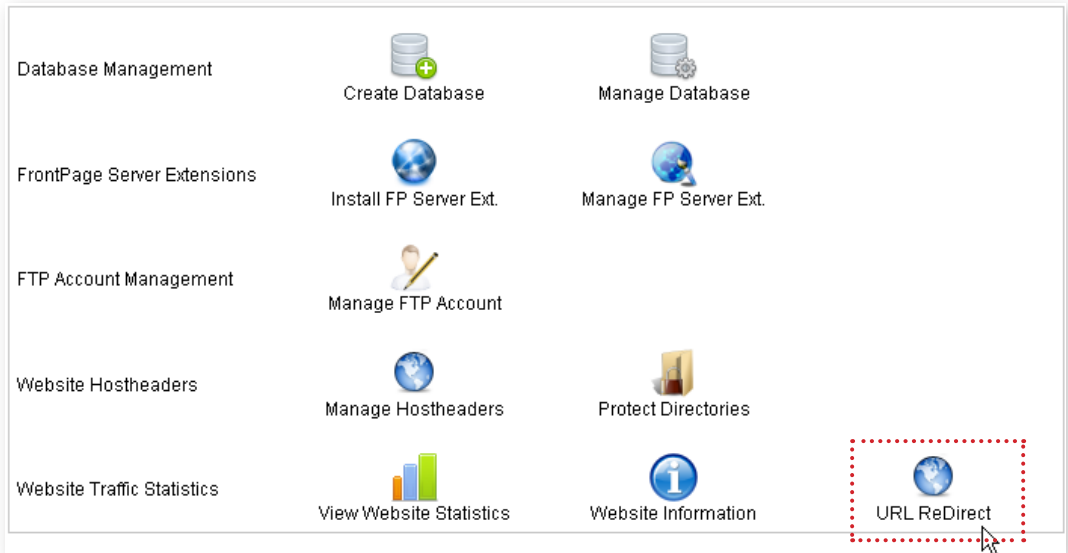 Database Management
Create Database
Manage Database
FrontPage Server Extensions
Install FP Server Ext.
Manage FP Server Ext.
FTP Account Management
Manage FTP Account
Website Hostheaders
Manage Hostheaders
Protect Directories
Website Traffic Statistics
View Website Statistics
Website Information
URL ReDirect